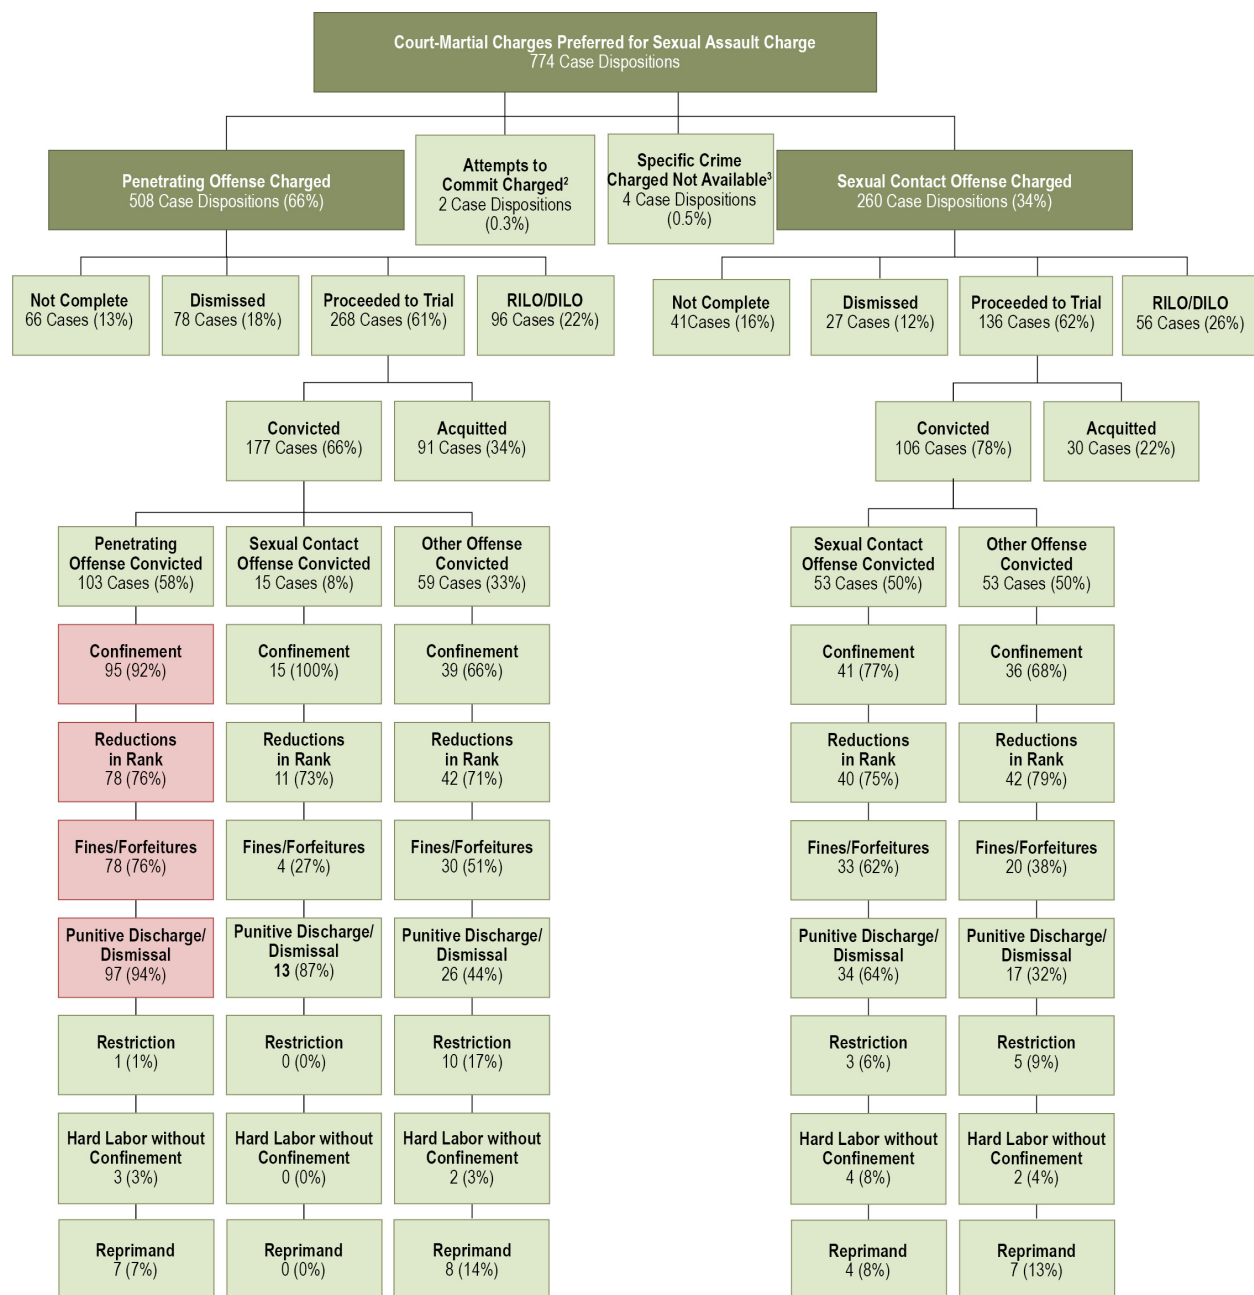 Court-Martial Charges Preferred for Sexual Assault Charge
774 Case Dispositions
Penetrating Offense Charged
508 Case Dispositions (66%)
Attempts to
Commit Charged²
2 Case Dispositions
(0.3%)
Specific Crime
Charged Not Available³
4 Case Dispositions
(0.5%)
Sexual Contact Offense Charged
260 Case Dispositions (34%)
Not Complete
66 Cases (13%)
Dismissed
78 Cases (18%)
Proceeded to Trial
268 Cases (61%)
RILO/DILO
96 Cases (22%)
Not Complete
41Cases (16%)
Dismissed
27 Cases (12%)
Proceeded to Trial
136 Cases (62%)
RILO/DILO
56 Cases (26%)
Convicted
177 Cases (66%)
Acquitted
91 Cases (34%)
Convicted
106 Cases (78%)
Acquitted
30 Cases (22%)
Penetrating
Offense Convicted
103 Cases (58%)
Sexual Contact
Offense Convicted
15 Cases (8%)
Other Offense
Convicted
59 Cases (33%)
Sexual Contact
Offense Convicted
53 Cases (50%)
Other Offense
Convicted
53 Cases (50%)
Confinement
95 (92%)
Confinement
15 (100%)
Confinement
39 (66%)
Confinement
41 (77%)
Confinement
36 (68%)
Reductions
in Rank
78 (76%)
Reductions
in Rank
11 (73%)
Reductions
in Rank
42 (71%)
Reductions
in Rank
40 (75%)
Reductions
in Rank
42 (79%)
Fines/Forfeitures
78 (76%)
Fines/Forfeitures
4 (27%)
Fines/Forfeitures
30 (51%)
Fines/Forfeitures
33 (62%)
Fines/Forfeitures
20 (38%)
Punitive Discharge/
Dismissal
97 (94%)
Punitive Discharge/
Dismissal
13 (87%)
Punitive Discharge/
Dismissal
26 (44%)
Punitive Discharge/
Dismissal
34 (64%)
Punitive Discharge/
Dismissal
17 (32%)
Restriction
1 (1%)
Restriction
0 (0%)
Restriction
10 (17%)
Restriction
3 (6%)
Restriction
5 (9%)
Hard Labor without
Confinement
3 (3%)
Hard Labor without
Confinement
0 (0%)
Hard Labor without
Confinement
2 (3%)
Hard Labor without
Confinement
4 (8%)
Hard Labor without
Confinement
2 (4%)
Reprimand
7 (7%)
Reprimand
0 (0%)
Reprimand
8 (14%)
Reprimand
4 (8%)
Reprimand
7 (13%)